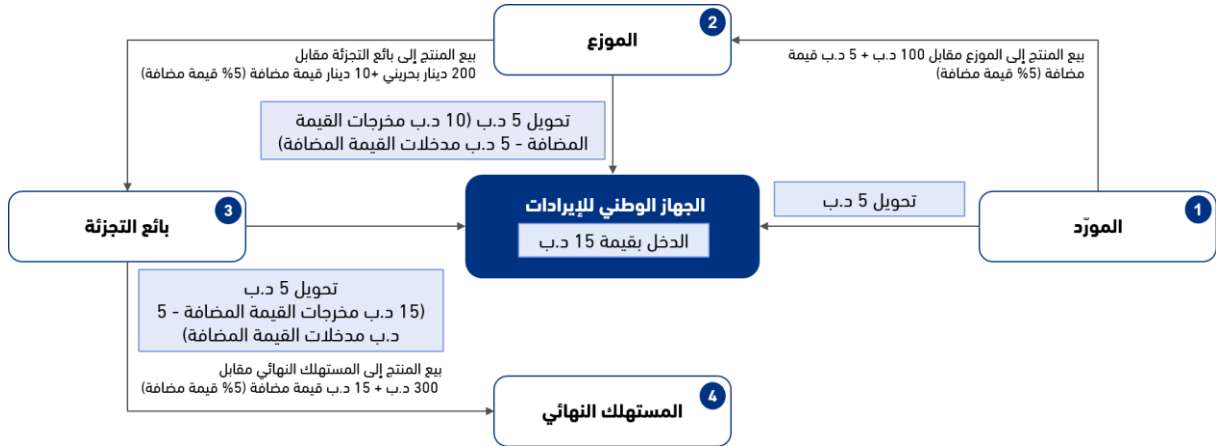 2
الموزع
بيع المنتج إلى الموزع مقابل 100 د.ب + 5 د.ب قيمة
مضافة (5% قيمة مضافة)
بيع المنتج إلى بائع التجزئة مقابل
200 دينار بحريني +10 دينار قيمة مضافة (5% قيمة مضافة)
تحويل 5 د.ب (10 د.ب مخرجات القيمة
المضافة - 5 د.ب مدخلات القيمة المضافة)
1
المورّد
تحويل 5 د.ب
الجهاز الوطني للإيرادات
الدخل بقيمة 15 د.ب
3
بائع التجزئة
تحويل 5 د.ب
(15 د.ب مخرجات القيمة المضافة - 5
د.ب مدخلات القيمة المضافة)
بيع المنتج إلى المستهلك النهائي مقابل
300 د.ب + 15 د.ب قيمة مضافة (5% قيمة مضافة)
4
المستهلك النهائي